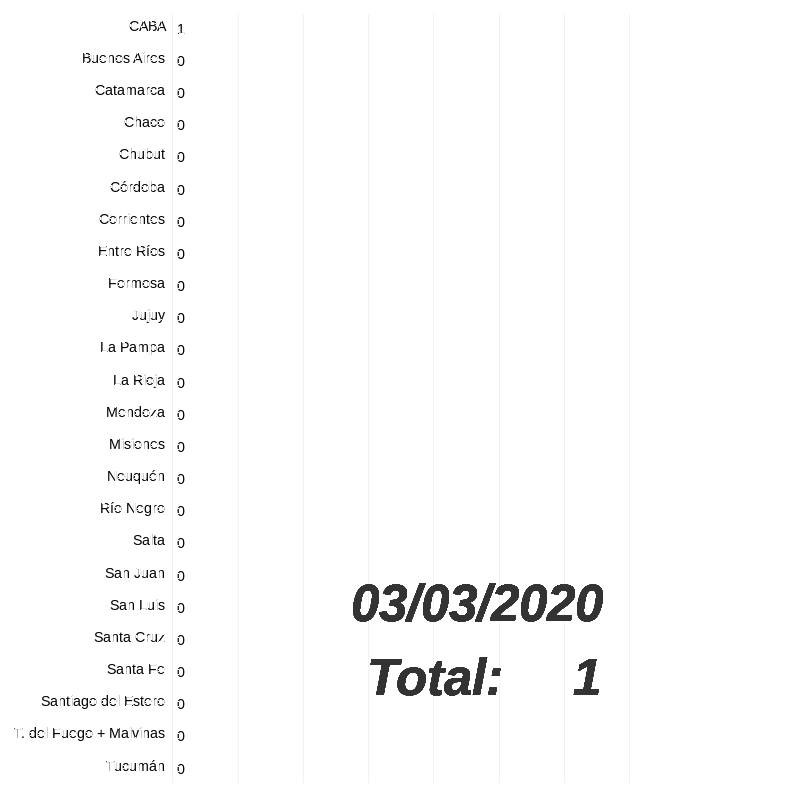 CABA 1
Buenos Aires 0
Catamarca 0
Chaco 0
Chubut 0
Córdoba 0
Corrientes 0
Entre Ríos 0
Formosa 0
Jujuy 0
La Pampa 0
La Rioja 0
Mendoza 0
Misiones 0
Neuquén 0
Río Negro 0
Salta 0
San Juan 0
San Luis 0
Santa Cruz 0
Santa Fe 0
Santiago del Estero 0
T. del Fuego + Malvinas 0
Tucumán 0
03/03/2020
Total: 1